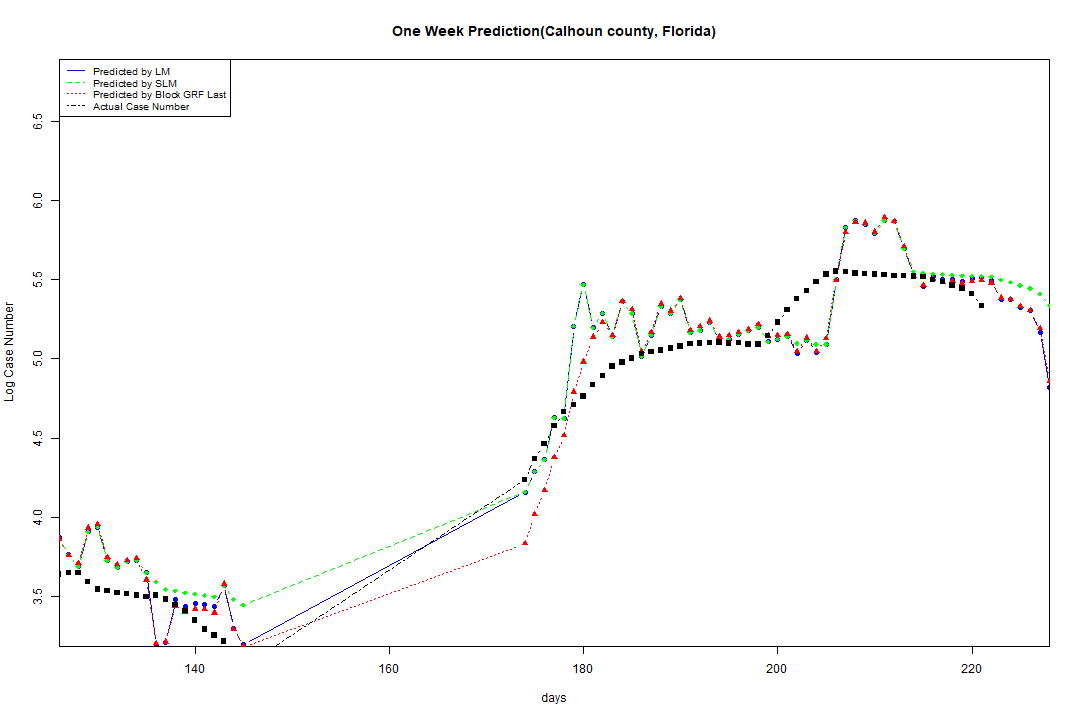 One Week Prediction(Calhoun county, Florida)
Predicted by LM
Predicted by SLM
Predicted by Block GRF Last
Actual Case Number
6.5
6.0
5.5
5.0
4.5
4.0
3.5
Log Case Number
140 160 180 200 220
days